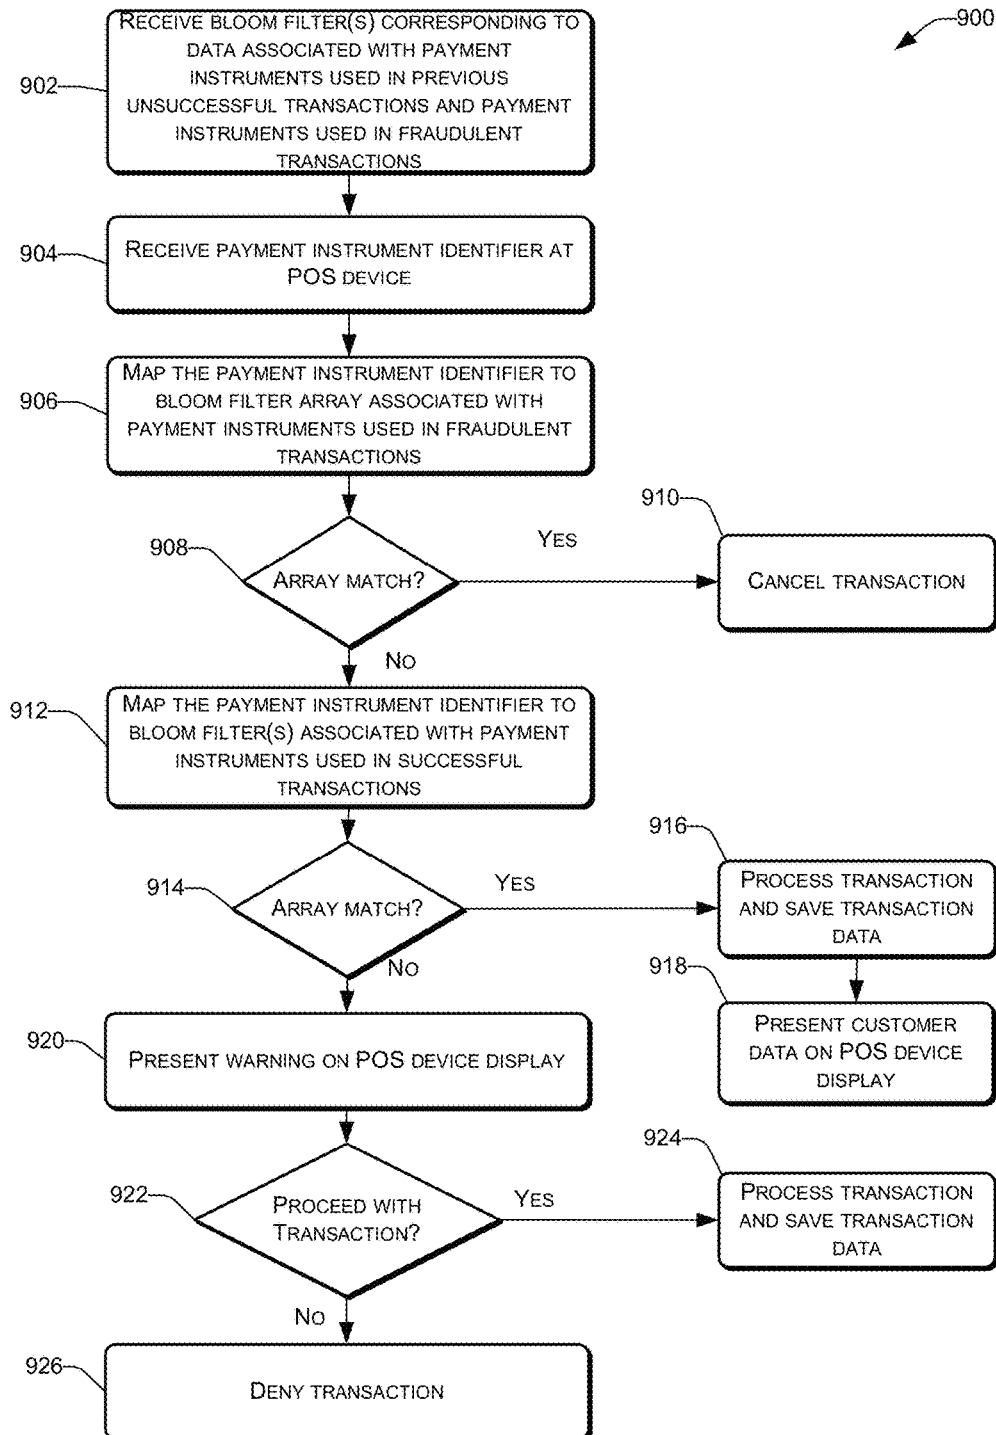 900
RECEIVE BLOOM FILTER(S) CORRESPONDING TO
DATA ASSOCIATED WITH PAYMENT
INSTRUMENTS USED IN PREVIOUS
UNSUCCESSFUL TRANSACTIONS AND PAYMENT
INSTRUMENTS USED IN FRAUDULENT
TRANSACTIONS
902
RECEIVE PAYMENT INSTRUMENT IDENTIFIER AT
POS DEVICE
904
MAP THE PAYMENT INSTRUMENT IDENTIFIER TO
BLOOM FILTER ARRAY ASSOCIATED WITH
PAYMENT INSTRUMENTS USED IN FRAUDULENT
TRANSACTIONS
906
908
ARRAY MATCH?
YES
910
CANCEL TRANSACTION
NO
912
MAP THE PAYMENT INSTRUMENT IDENTIFIER TO
BLOOM FILTER(S) ASSOCIATED WITH PAYMENT
INSTRUMENTS USED IN SUCCESSFUL
TRANSACTIONS
914
ARRAY MATCH?
YES
916
PROCESS TRANSACTION
AND SAVE TRANSACTION
DATA
NO
918
PRESENT CUSTOMER
DATA ON POS DEVICE
DISPLAY
920
PRESENT WARNING ON POS DEVICE DISPLAY
922
PROCEED WITH
TRANSACTION?
YES
924
PROCESS TRANSACTION
AND SAVE TRANSACTION
DATA
NO
926
DENY TRANSACTION